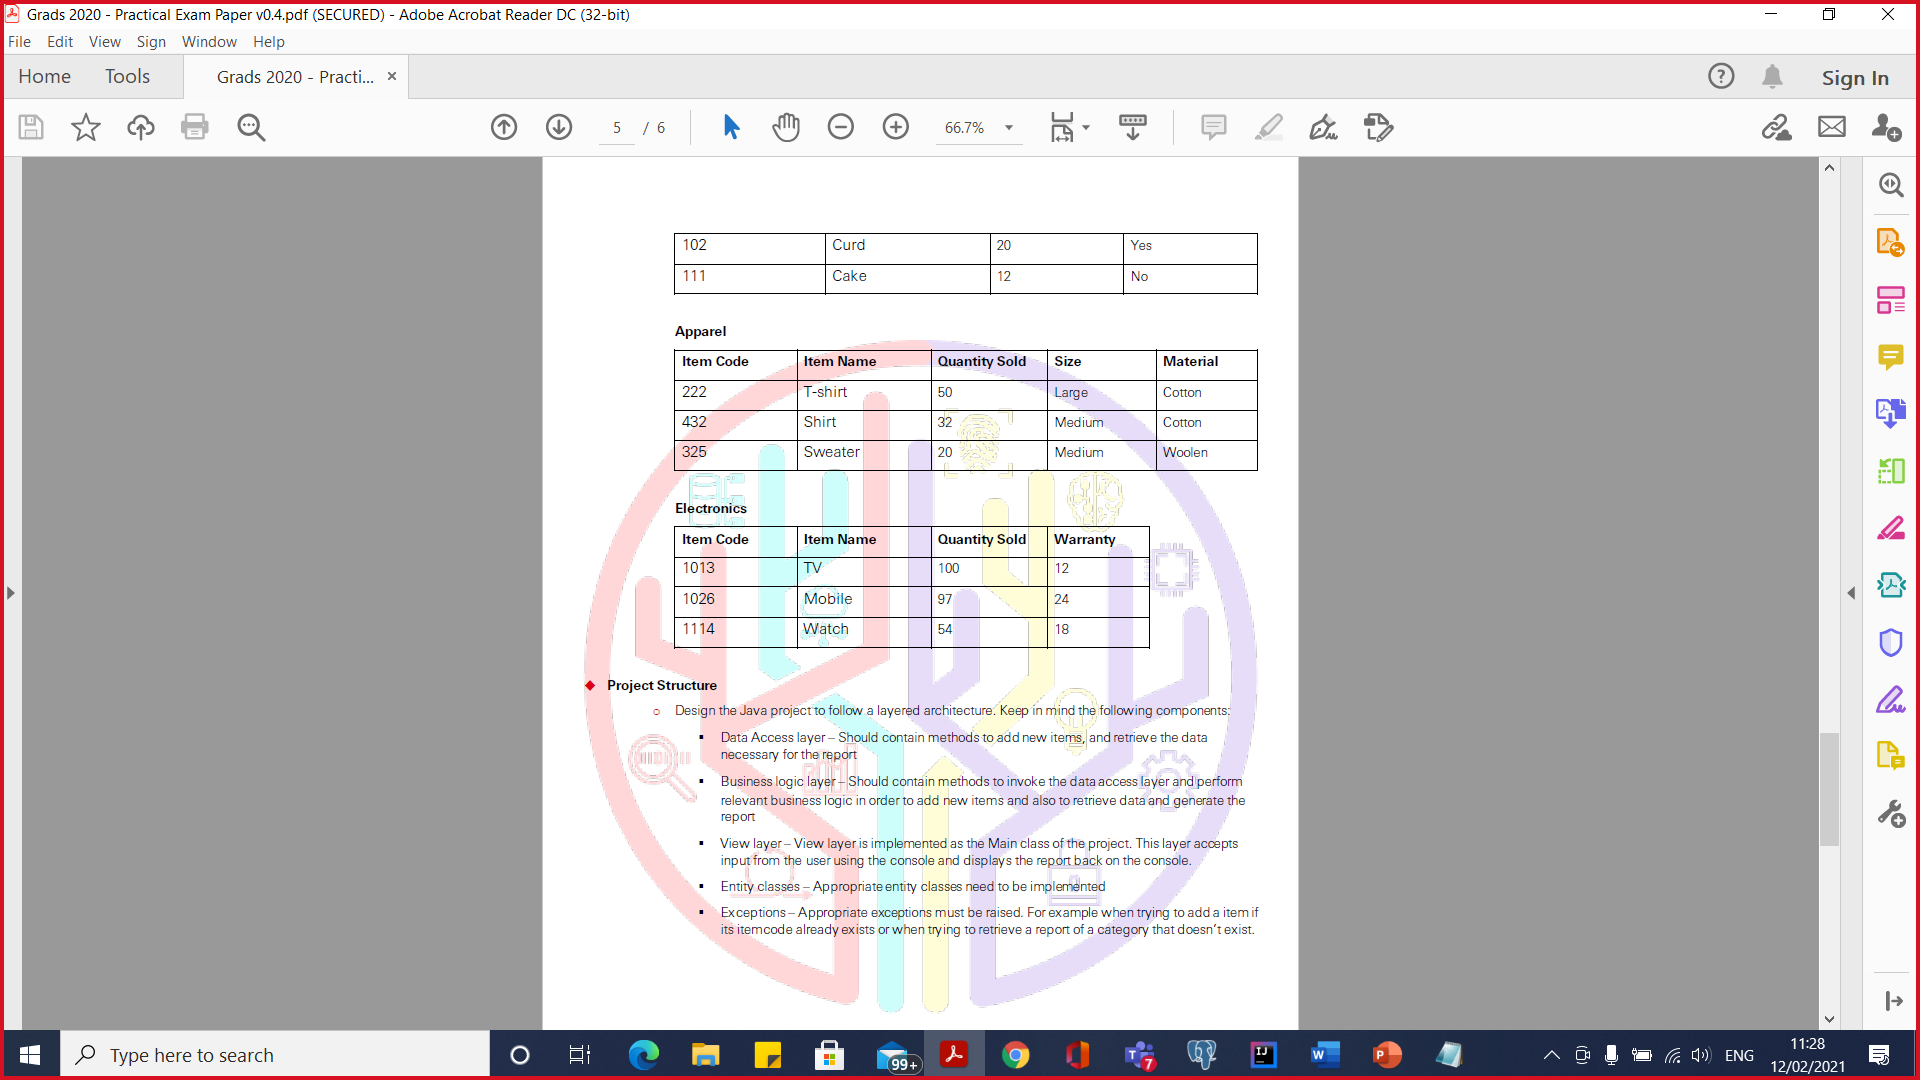 Grads 2020 - Practical Exam Paper v0.4.pdf (SECURED) - Adobe Acrobat Reader DC (32-bit)
File Edit View Sign Window Help
Home Tools Grads 2020 - Practi... × Sign In
5 / 6 66.7%
102 Curd 20 Yes
111 Cake 12 No
Apparel
Item Code Item Name Quantity Sold Size Material
222 T-shirt 50 Large Cotton
432 Shirt 32 Medium Cotton
325 Sweater 20 Medium Woolen
Electronics
Item Code Item Name Quantity Sold Warranty
1013 TV 100 12
1026 Mobile 97 24
1114 Watch 54 18
Project Structure
Design the Java project to follow a layered architecture. Keep in mind the following components:
Data Access layer – Should contain methods to add new items, and retrieve the data
necessary for the report
Business logic layer – Should contain methods to invoke the data access layer and perform
relevant business logic in order to add new items and also to retrieve data and generate the
report
View layer – View layer is implemented as the Main class of the project. This layer accepts
input from the user using the console and displays the report back on the console.
Entity classes – Appropriate entity classes need to be implemented
Exceptions – Appropriate exceptions must be raised. For example when trying to add a item if
its itemcode already exists or when trying to retrieve a report of a category that doesn't exist.
Type here to search 99+ 7 ENG 11:28
12/02/2021